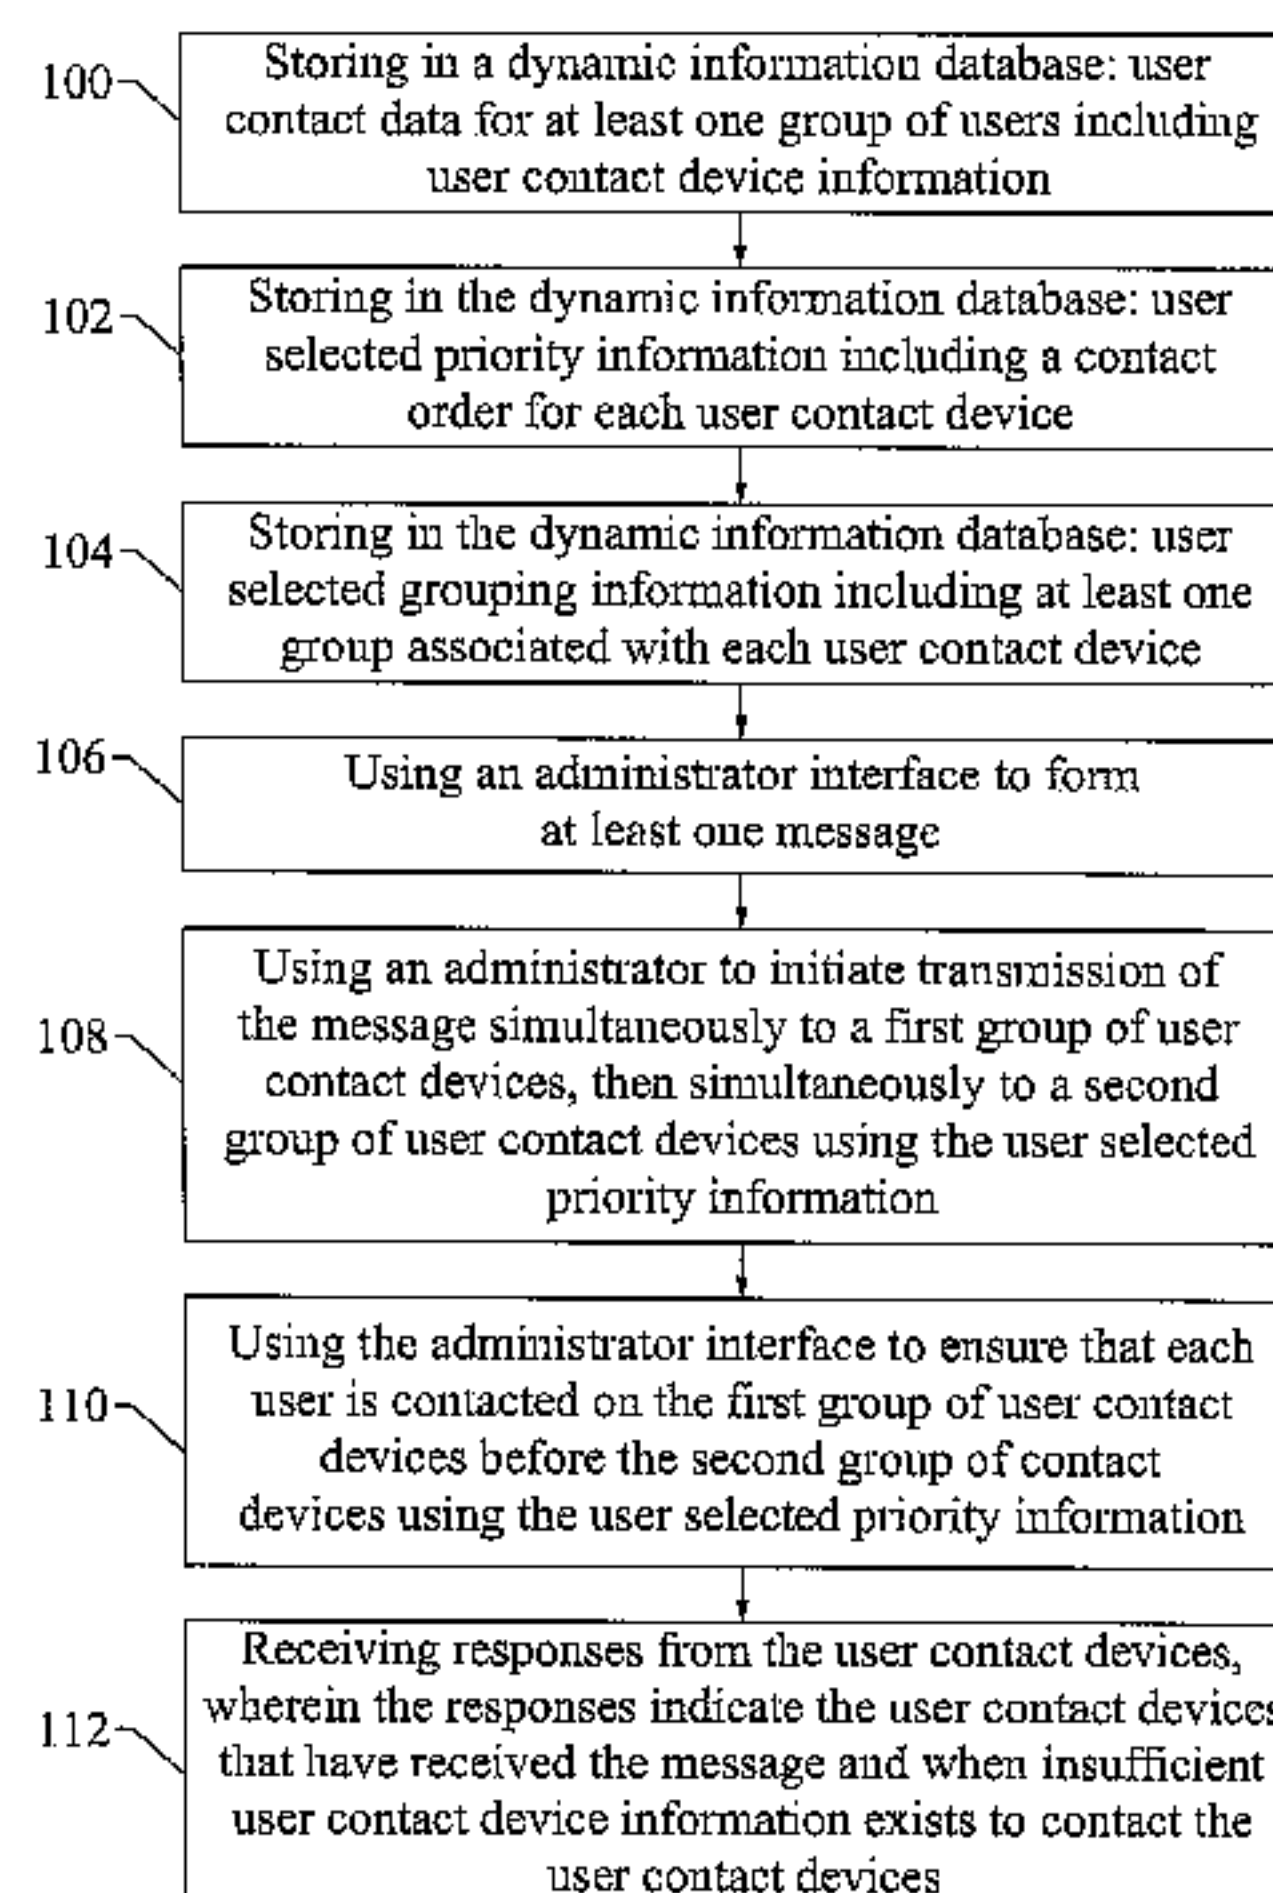 100
Storing in a dynamic information database: user
contact data for at least one group of users including
user contact device information
102
Storing in the dynamic information database: user
selected priority information including a contact
order for each user contact device
104
Storing in the dynamic information database: user
selected grouping information including at least one
group associated with each user contact device
106
Using an administrator interface to form
at least one message
108
Using an administrator to initiate transmission of
the message simultaneously to a first group of user
contact devices, then simultaneously to a second
group of user contact devices using the user selected
priority information
110
Using the administrator interface to ensure that each
user is contacted on the first group of user contact
devices before the second group of contact
devices using the user selected priority information
112
Receiving responses from the user contact devices,
wherein the responses indicate the user contact devices
that have received the message and when insufficient
user contact device information exists to contact the
user contact devices